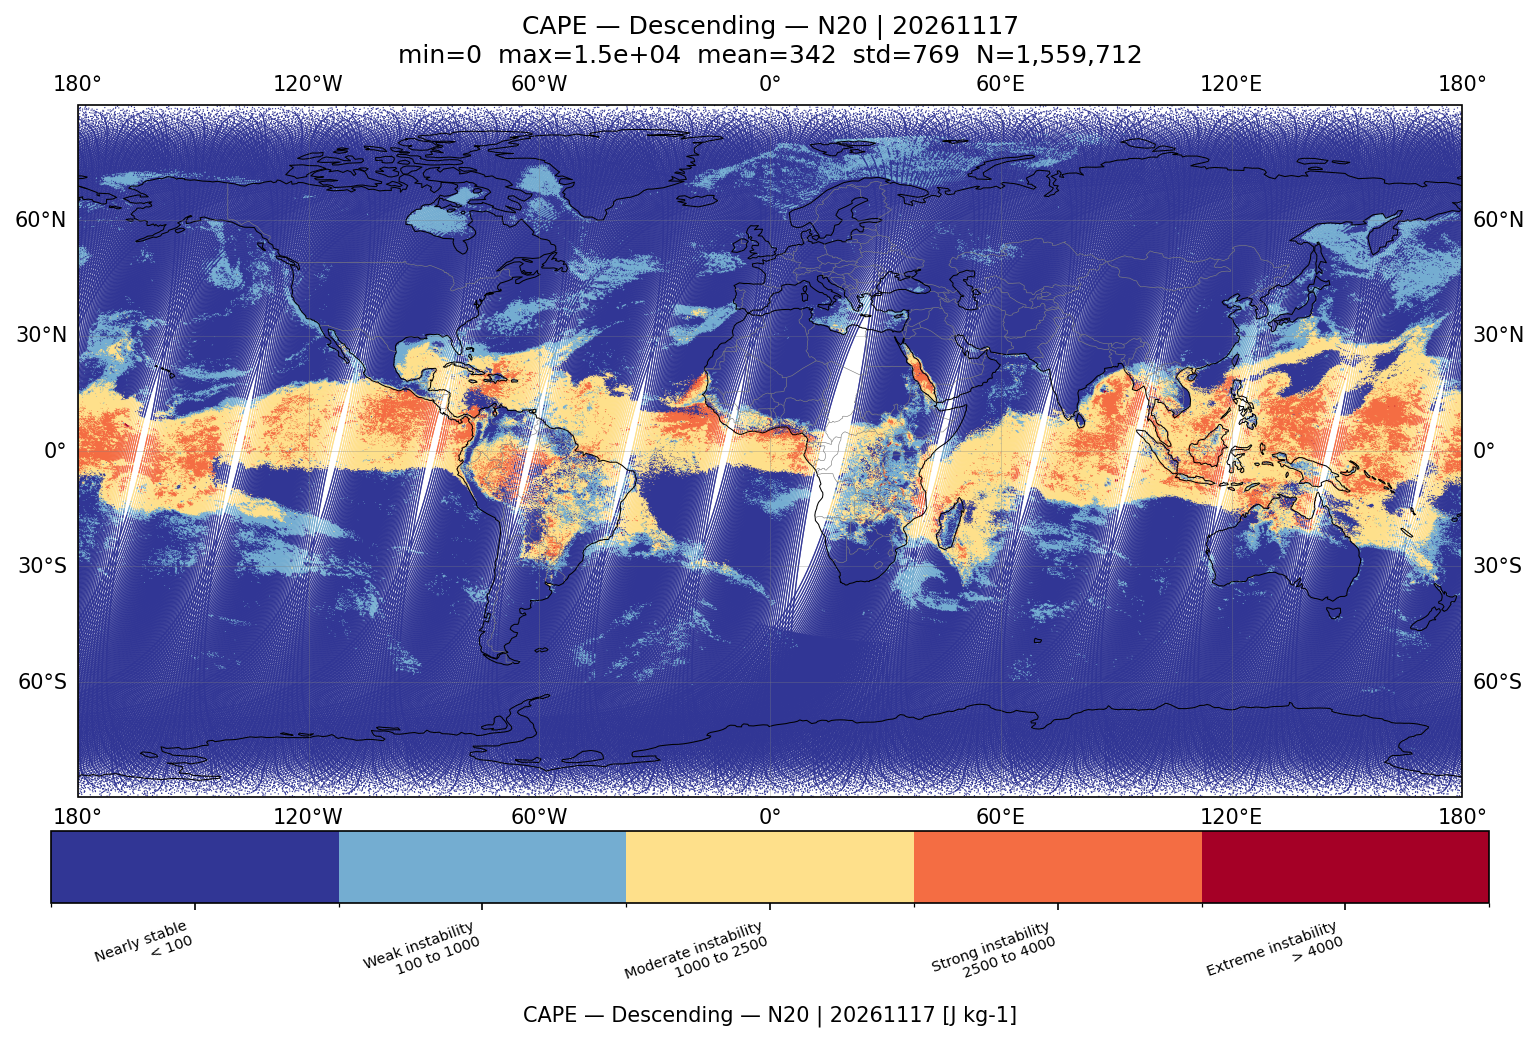 CAPE — Descending — N20 | 20261117
min=0 max=1.5e+04 mean=342 std=769 N=1,559,712
180° 120°W 60°W 0° 60°E 120°E 180°
60°N 60°N
30°N 30°N
0° 0°
30°S 30°S
60°S 60°S
180° 120°W 60°W 0° 60°E 120°E 180°
Nearly stable
< 100
Weak instability
100 to 1000
Moderate instability
1000 to 2500
Strong instability
2500 to 4000
Extreme instability
> 4000
CAPE — Descending — N20 | 20261117 [J kg-1]